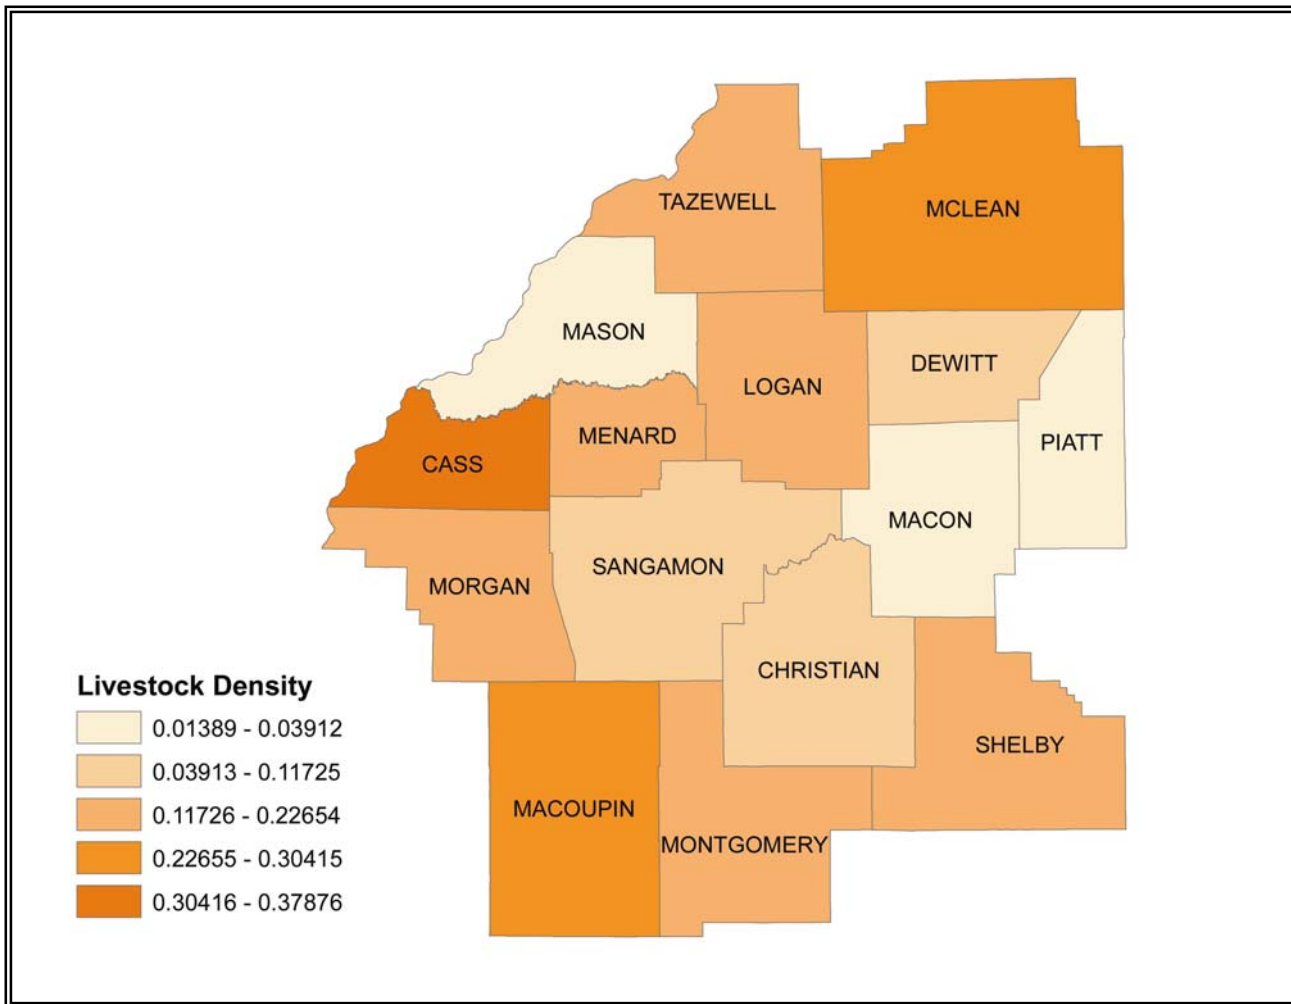 TAZEWELL
MCLEAN
MASON
DEWITT
LOGAN
MENARD
PIATT
CASS
MACON
SANGAMON
MORGAN
CHRISTIAN
SHELBY
MACOUPIN
MONTGOMERY
Livestock Density
0.01389 - 0.03912
0.03913 - 0.11725
0.11726 - 0.22654
0.22655 - 0.30415
0.30416 - 0.37876